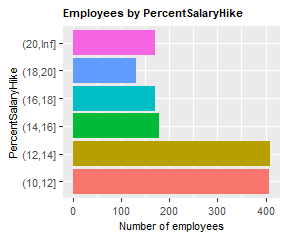 Employees by PercentSalaryHike
PercentSalaryHike
(20,Inf]
(18,20]
(16,18]
(14,16]
(12,14]
(10,12]
0 100 200 300 400
Number of employees